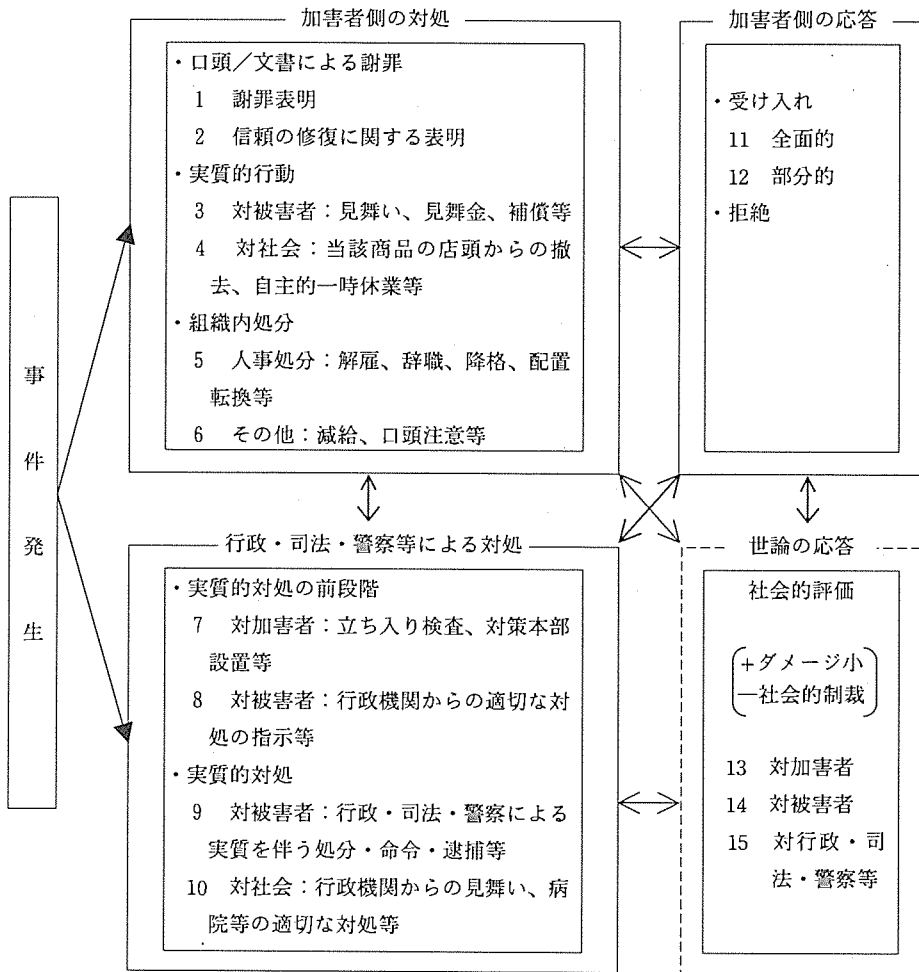 加害者側の対処
・口頭／文書による謝罪
1 謝罪表明
2 信頼の修復に関する表明
・実質的行動
3 対被害者：見舞い、見舞金、補償等
4 対社会：当該商品の店頭からの撤
去、自主的一時休業等
・組織内処分
5 人事処分：解雇、辞職、降格、配置
転換等
6 その他：減給、口頭注意等
加害者側の応答
・受け入れ
11 全面的
12 部分的
・拒絶
事件発生
行政・司法・警察等による対処
・実質的対処の前段階
7 対加害者：立ち入り検査、対策本部
設置等
8 対被害者：行政機関からの適切な対
処の指示等
・実質的対処
9 対被害者：行政・司法・警察による
実質を伴う処分・命令・逮捕等
10 対社会：行政機関からの見舞い、病
院等の適切な対処等
世論の応答
社会的評価
＋ダメージ小
―社会的制裁
13 対加害者
14 対被害者
15 対行政・司
法・警察等